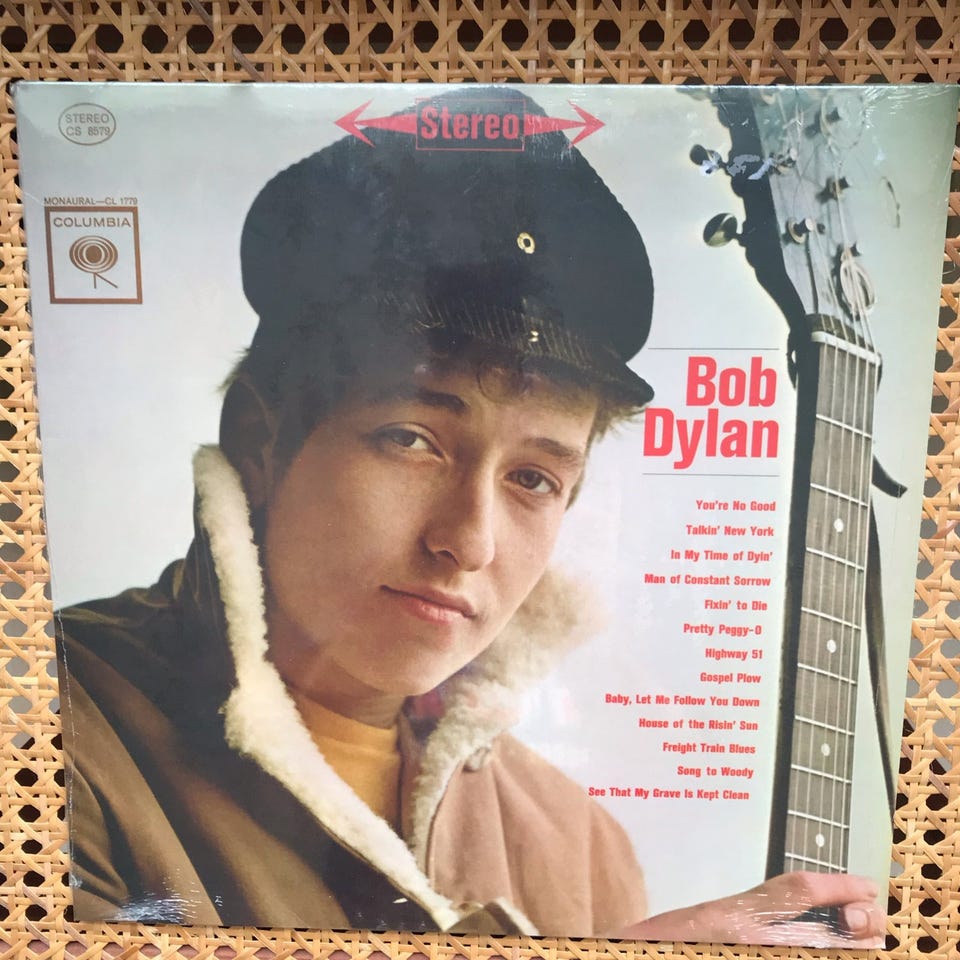 STEREO
CS 8579
Stereo
MONAURAL—CL 1779
COLUMBIA
Bob
Dylan
You're No Good
Talkin' New York
In My Time of Dyin'
Man of Constant Sorrow
Fixin' to Die
Pretty Peggy-O
Highway 51
Gospel Plow
Baby, Let Me Follow You Down
House of the Risin' Sun
Freight Train Blues
Song to Woody
See That My Grave Is Kept Clean